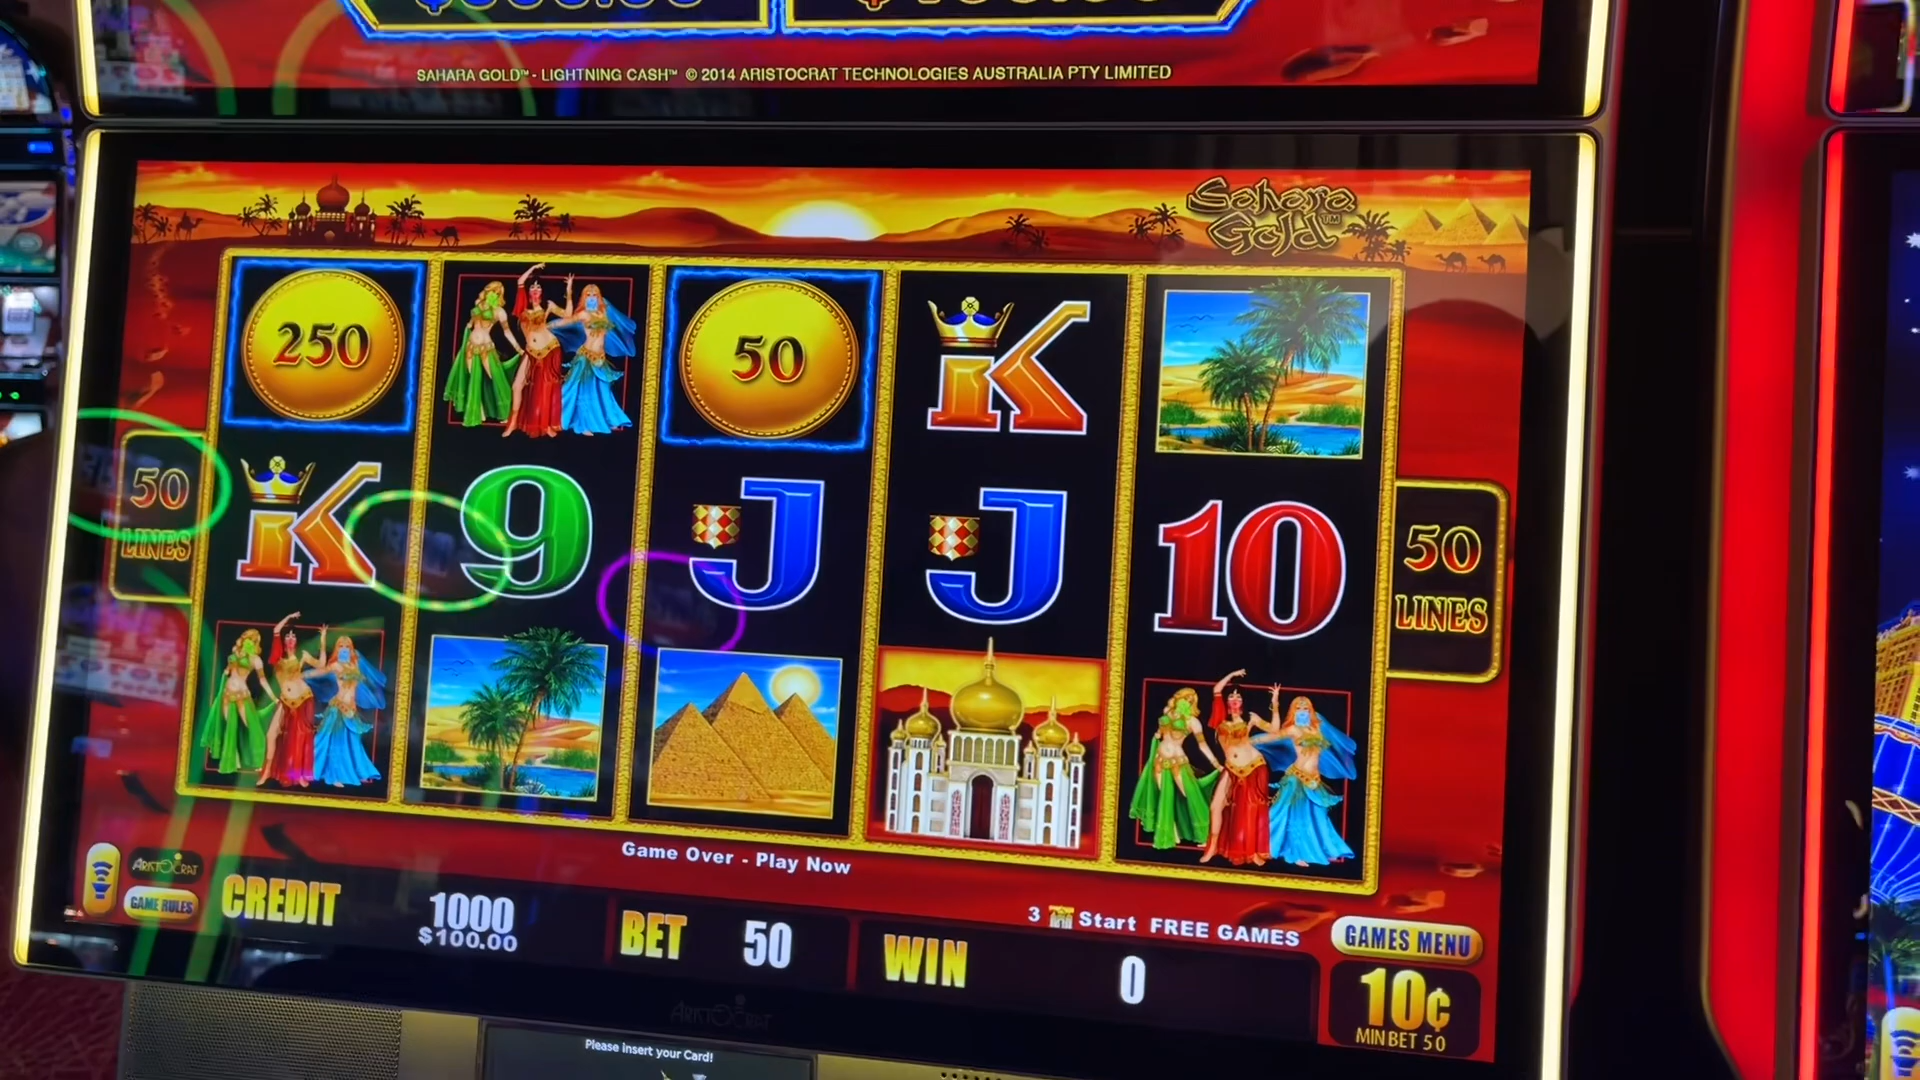 SAHARA GOLD™ - LIGHTNING CASH™ © 2014 ARISTOCRAT TECHNOLOGIES AUSTRALIA PTY LIMITED
Sahara
Gold™
250
50
K
K
9
J
J
10
50
LINES
50
LINES
Game Over - Play Now
3 Start FREE GAMES
ARISTOCRAT
GAME RULES
CREDIT
1000
$100.00
BET
50
WIN
0
GAMES MENU
10¢
MIN BET 50
ARISTOCRAT
Please insert your Card!